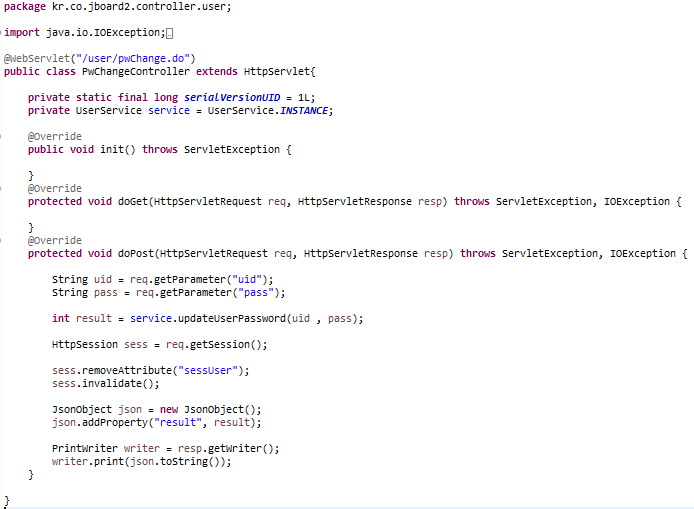 package kr.co.jboard2.controller.user;
import java.io.IOException;
@WebServlet("/user/pwChange.do")
public class PwChangeController extends HttpServlet{
private static final long serialVersionUID = 1L;
private UserService service = UserService.INSTANCE;
@Override
public void init() throws ServletException {
}
@Override
protected void doGet(HttpServletRequest req, HttpServletResponse resp) throws ServletException, IOException {
}
@Override
protected void doPost(HttpServletRequest req, HttpServletResponse resp) throws ServletException, IOException {
String uid = req.getParameter("uid");
String pass = req.getParameter("pass");
int result = service.updateUserPassword(uid , pass);
HttpSession sess = req.getSession();
sess.removeAttribute("sessUser");
sess.invalidate();
JsonObject json = new JsonObject();
json.addProperty("result", result);
PrintWriter writer = resp.getWriter();
writer.print(json.toString());
}
}